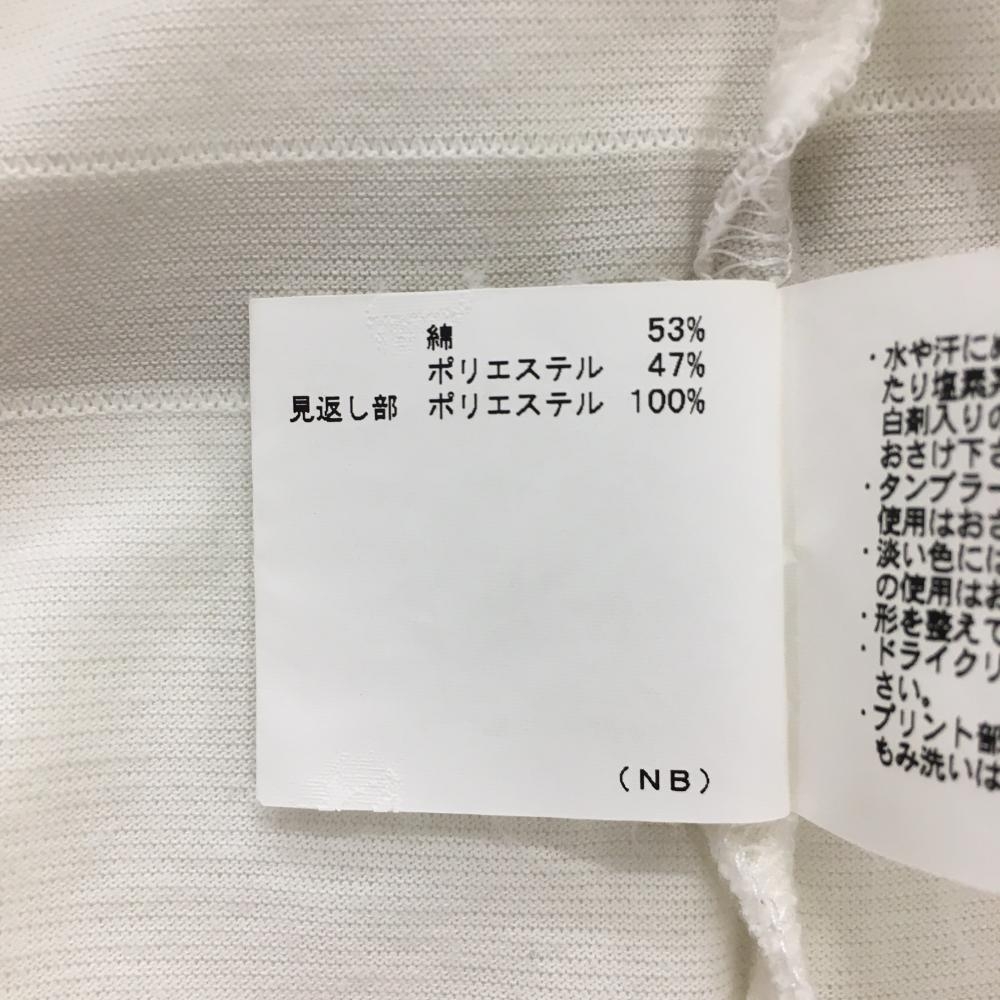 綿 53%
ポリエステル 47%
見返し部 ポリエステル 100%
(NB)
・水や汗にぬ
たり塩素系
白剤入りの
おさけ下さ
・タンブラー
使用はおさ
・淡い色には
の使用はお
・形を整えて
・ドライクリ
さい。
・プリント部
もみ洗いは